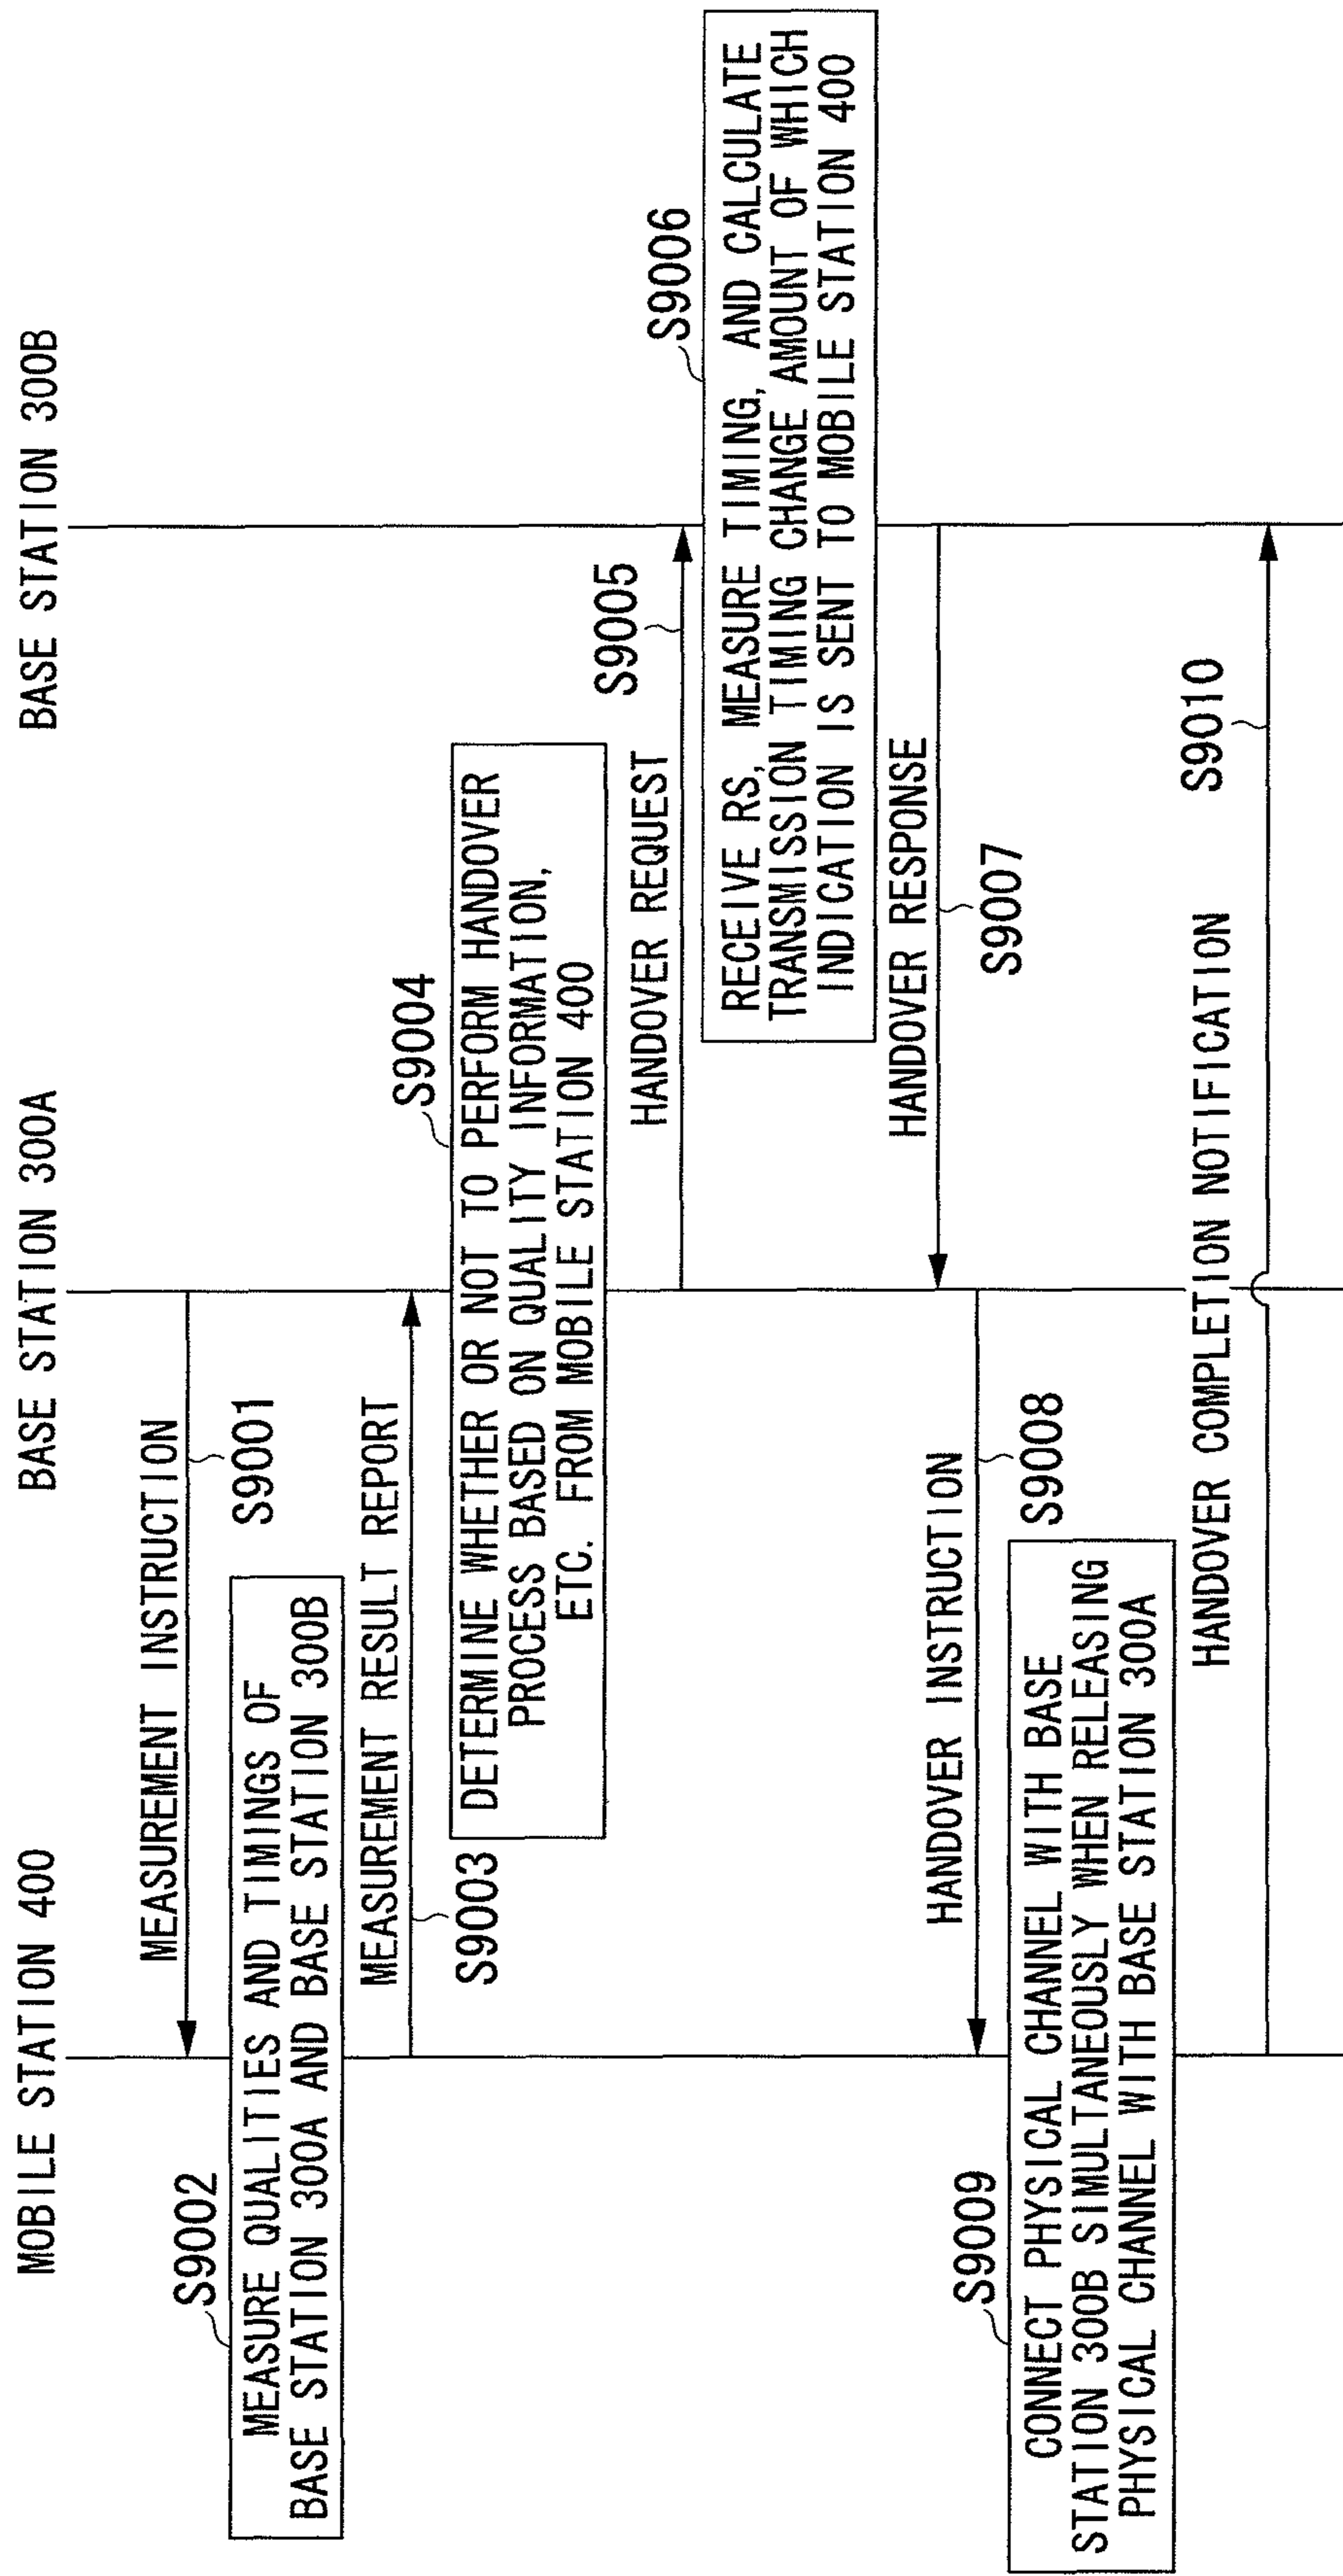 MOBILE STATION 400
BASE STATION 300A
BASE STATION 300B
MEASUREMENT INSTRUCTION
S9001
S9002
MEASURE QUALITIES AND TIMINGS OF
BASE STATION 300A AND BASE STATION 300B
MEASUREMENT RESULT REPORT
S9003
S9004
DETERMINE WHETHER OR NOT TO PERFORM HANDOVER
PROCESS BASED ON QUALITY INFORMATION,
ETC. FROM MOBILE STATION 400
HANDOVER REQUEST
S9005
S9006
RECEIVE RS, MEASURE TIMING, AND CALCULATE
TRANSMISSION TIMING CHANGE AMOUNT OF WHICH
INDICATION IS SENT TO MOBILE STATION 400
HANDOVER RESPONSE
S9007
HANDOVER INSTRUCTION
S9008
S9009
CONNECT PHYSICAL CHANNEL WITH BASE
STATION 300B SIMULTANEOUSLY WHEN RELEASING
PHYSICAL CHANNEL WITH BASE STATION 300A
HANDOVER COMPLETION NOTIFICATION
S9010